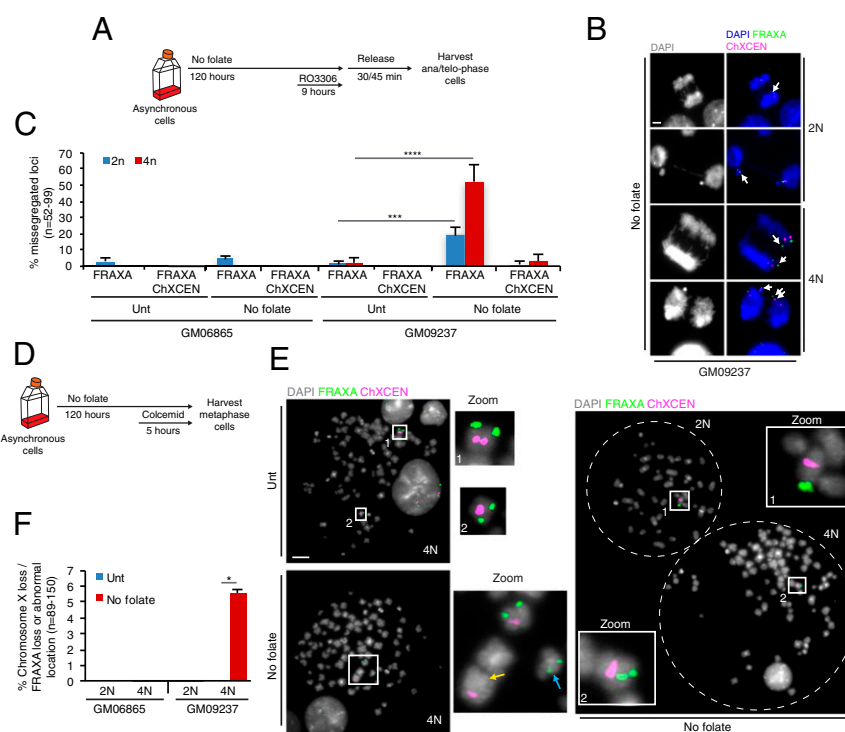 A
No folate
120 hours
RO3306
9 hours
Release
30/45 min
Harvest
ana/telo-phase
cells
Asynchronous
cells
B
DAPI
DAPI FRAXA
ChXCEN
No folate
2N
4N
GM09237
C
% missegregated loci
(n=52-99)
70
60
50
40
30
20
10
0
2n 4n
***
****
FRAXA FRAXA ChXCEN FRAXA FRAXA ChXCEN FRAXA FRAXA ChXCEN FRAXA FRAXA ChXCEN
Unt No folate Unt No folate
GM06865 GM09237
D
No folate
120 hours
Colcemid
5 hours
Harvest
metaphase
cells
Asynchronous
cells
E
DAPI FRAXA ChXCEN
Zoom
Unt
1
2
4N
1
2
No folate
4N
Zoom
DAPI FRAXA ChXCEN
2N
Zoom
1
1
4N
2
Zoom
2
No folate
F
% Chromosome X loss /
FRAXA loss or abnormal
location (n=89-150)
7
6
5
4
3
2
1
0
Unt
No folate
*
2N 4N 2N 4N
GM06865 GM09237